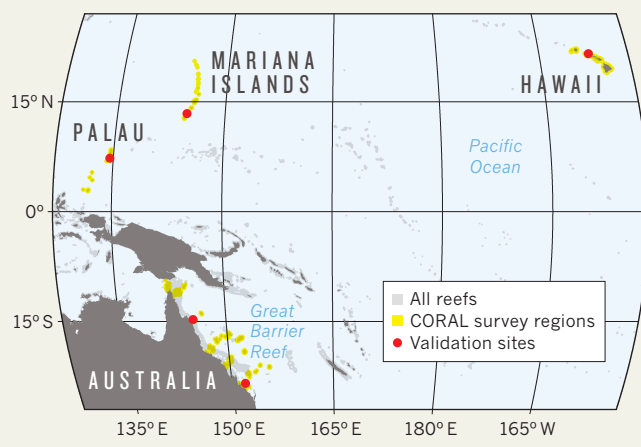 MARIANA
ISLANDS
HAWAII
15° N
PALAU
Pacific
Ocean
0°
All reefs
CORAL survey regions
Validation sites
15° S
Great
Barrier
Reef
AUSTRALIA
135° E
150° E
165° E
180° E
165° W